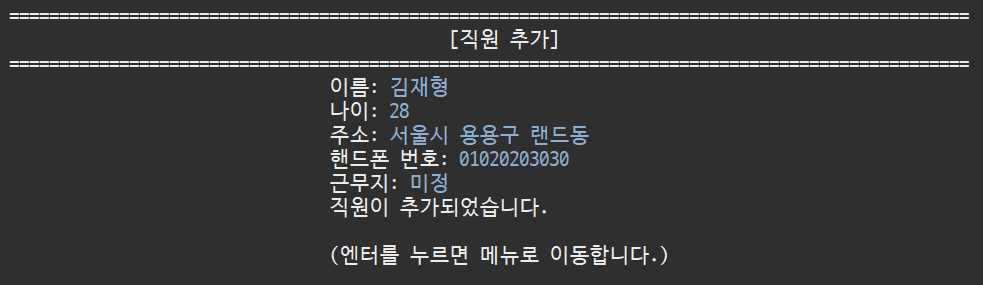 ================================================================================================
[직원 추가]
================================================================================================
이름: 김재형
나이: 28
주소: 서울시 용용구 랜드동
핸드폰 번호: 01020203030
근무지: 미정
직원이 추가되었습니다.
(엔터를 누르면 메뉴로 이동합니다.)